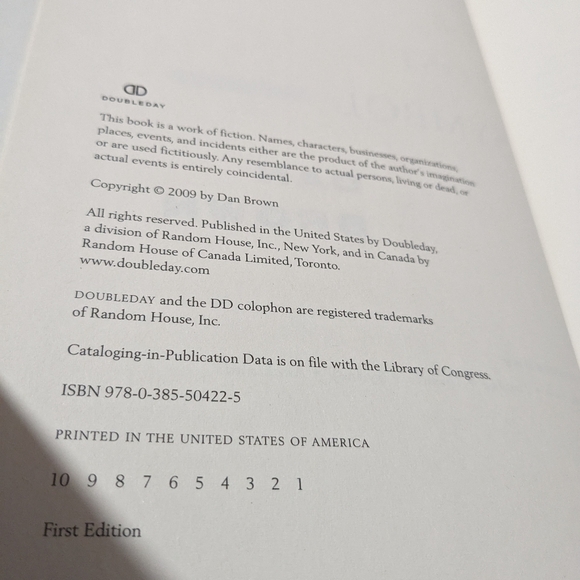 DD
DOUBLEDAY
This book is a work of fiction. Names, characters, businesses, organizations,
places, events, and incidents either are the product of the author's imagination
or are used fictitiously. Any resemblance to actual persons, living or dead, or
actual events is entirely coincidental.
Copyright © 2009 by Dan Brown
All rights reserved. Published in the United States by Doubleday,
a division of Random House, Inc., New York, and in Canada by
Random House of Canada Limited, Toronto.
www.doubleday.com
DOUBLEDAY and the DD colophon are registered trademarks
of Random House, Inc.
Cataloging-in-Publication Data is on file with the Library of Congress.
ISBN 978-0-385-50422-5
PRINTED IN THE UNITED STATES OF AMERICA
10 9 8 7 6 5 4 3 2 1
First Edition